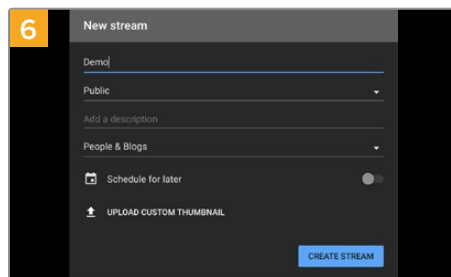 6
New stream
Demo
Public
Add a description
People & Blogs
Schedule for later
UPLOAD CUSTOM THUMBNAIL
CREATE STREAM